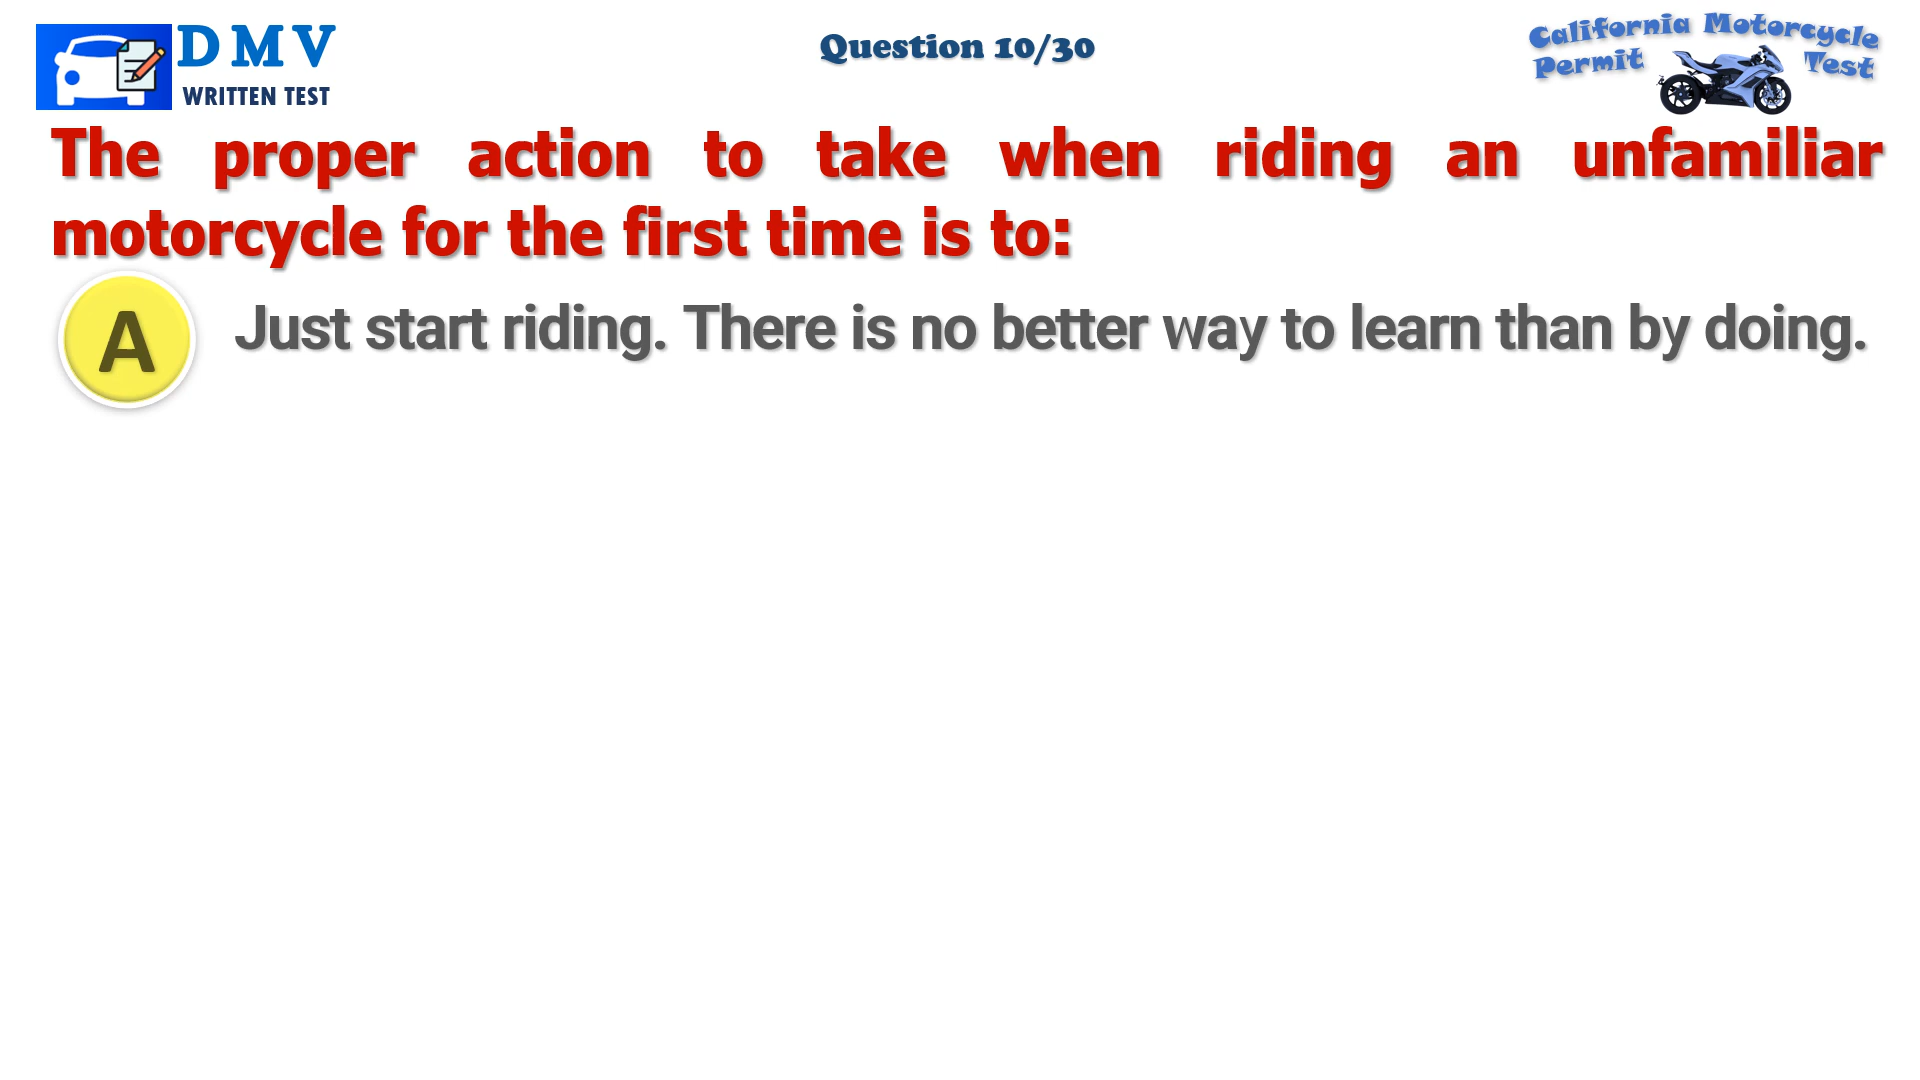 DMV
WRITTEN TEST
Question 10/30
California Motorcycle
Permit Test
The proper action to take when riding an unfamiliar
motorcycle for the first time is to:
A Just start riding. There is no better way to learn than by doing.